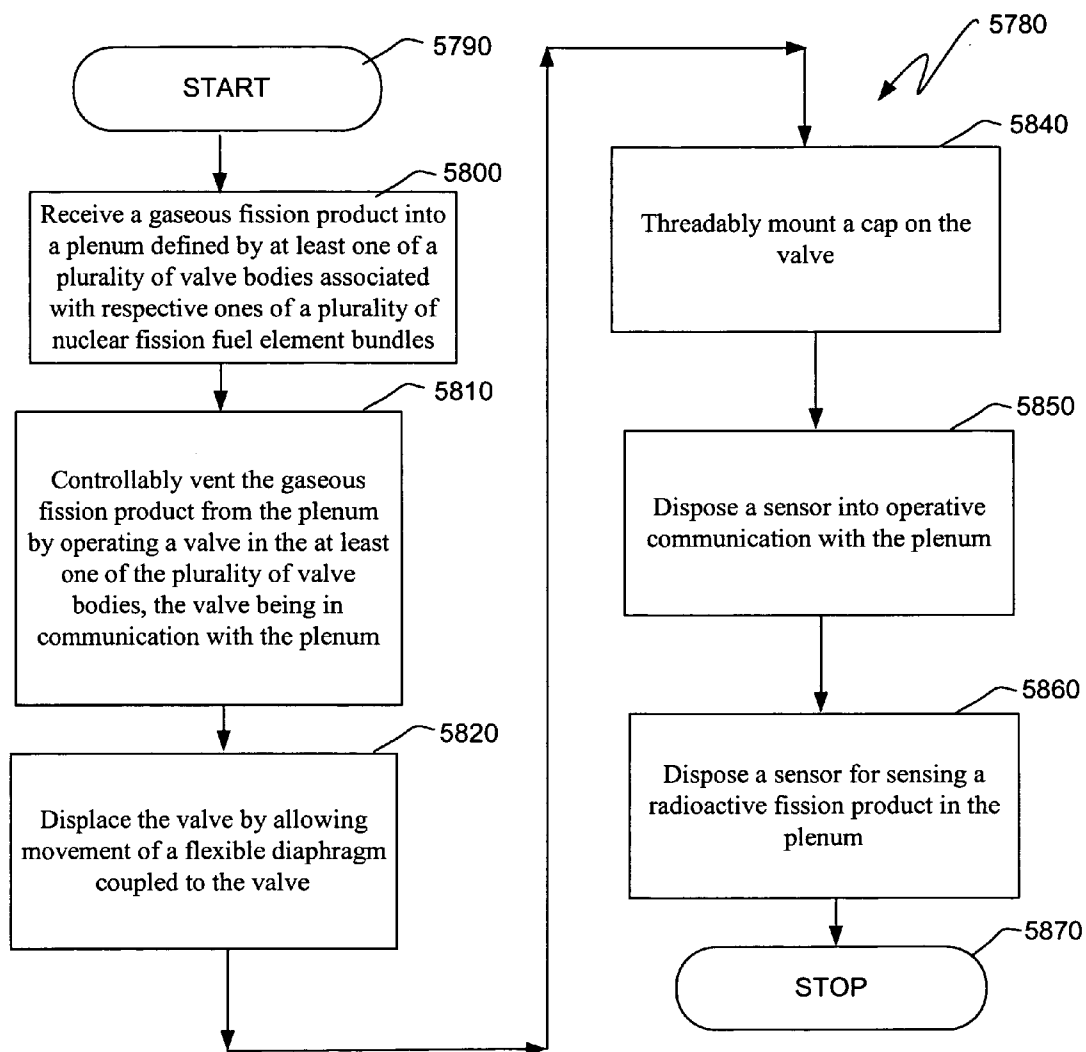 5790
START
5800
Receive a gaseous fission product into
a plenum defined by at least one of a
plurality of valve bodies associated
with respective ones of a plurality of
nuclear fission fuel element bundles
5810
Controllably vent the gaseous
fission product from the plenum
by operating a valve in the at least
one of the plurality of valve
bodies, the valve being in
communication with the plenum
5820
Displace the valve by allowing
movement of a flexible diaphragm
coupled to the valve
5780
5840
Threadably mount a cap on the
valve
5850
Dispose a sensor into operative
communication with the plenum
5860
Dispose a sensor for sensing a
radioactive fission product in the
plenum
5870
STOP